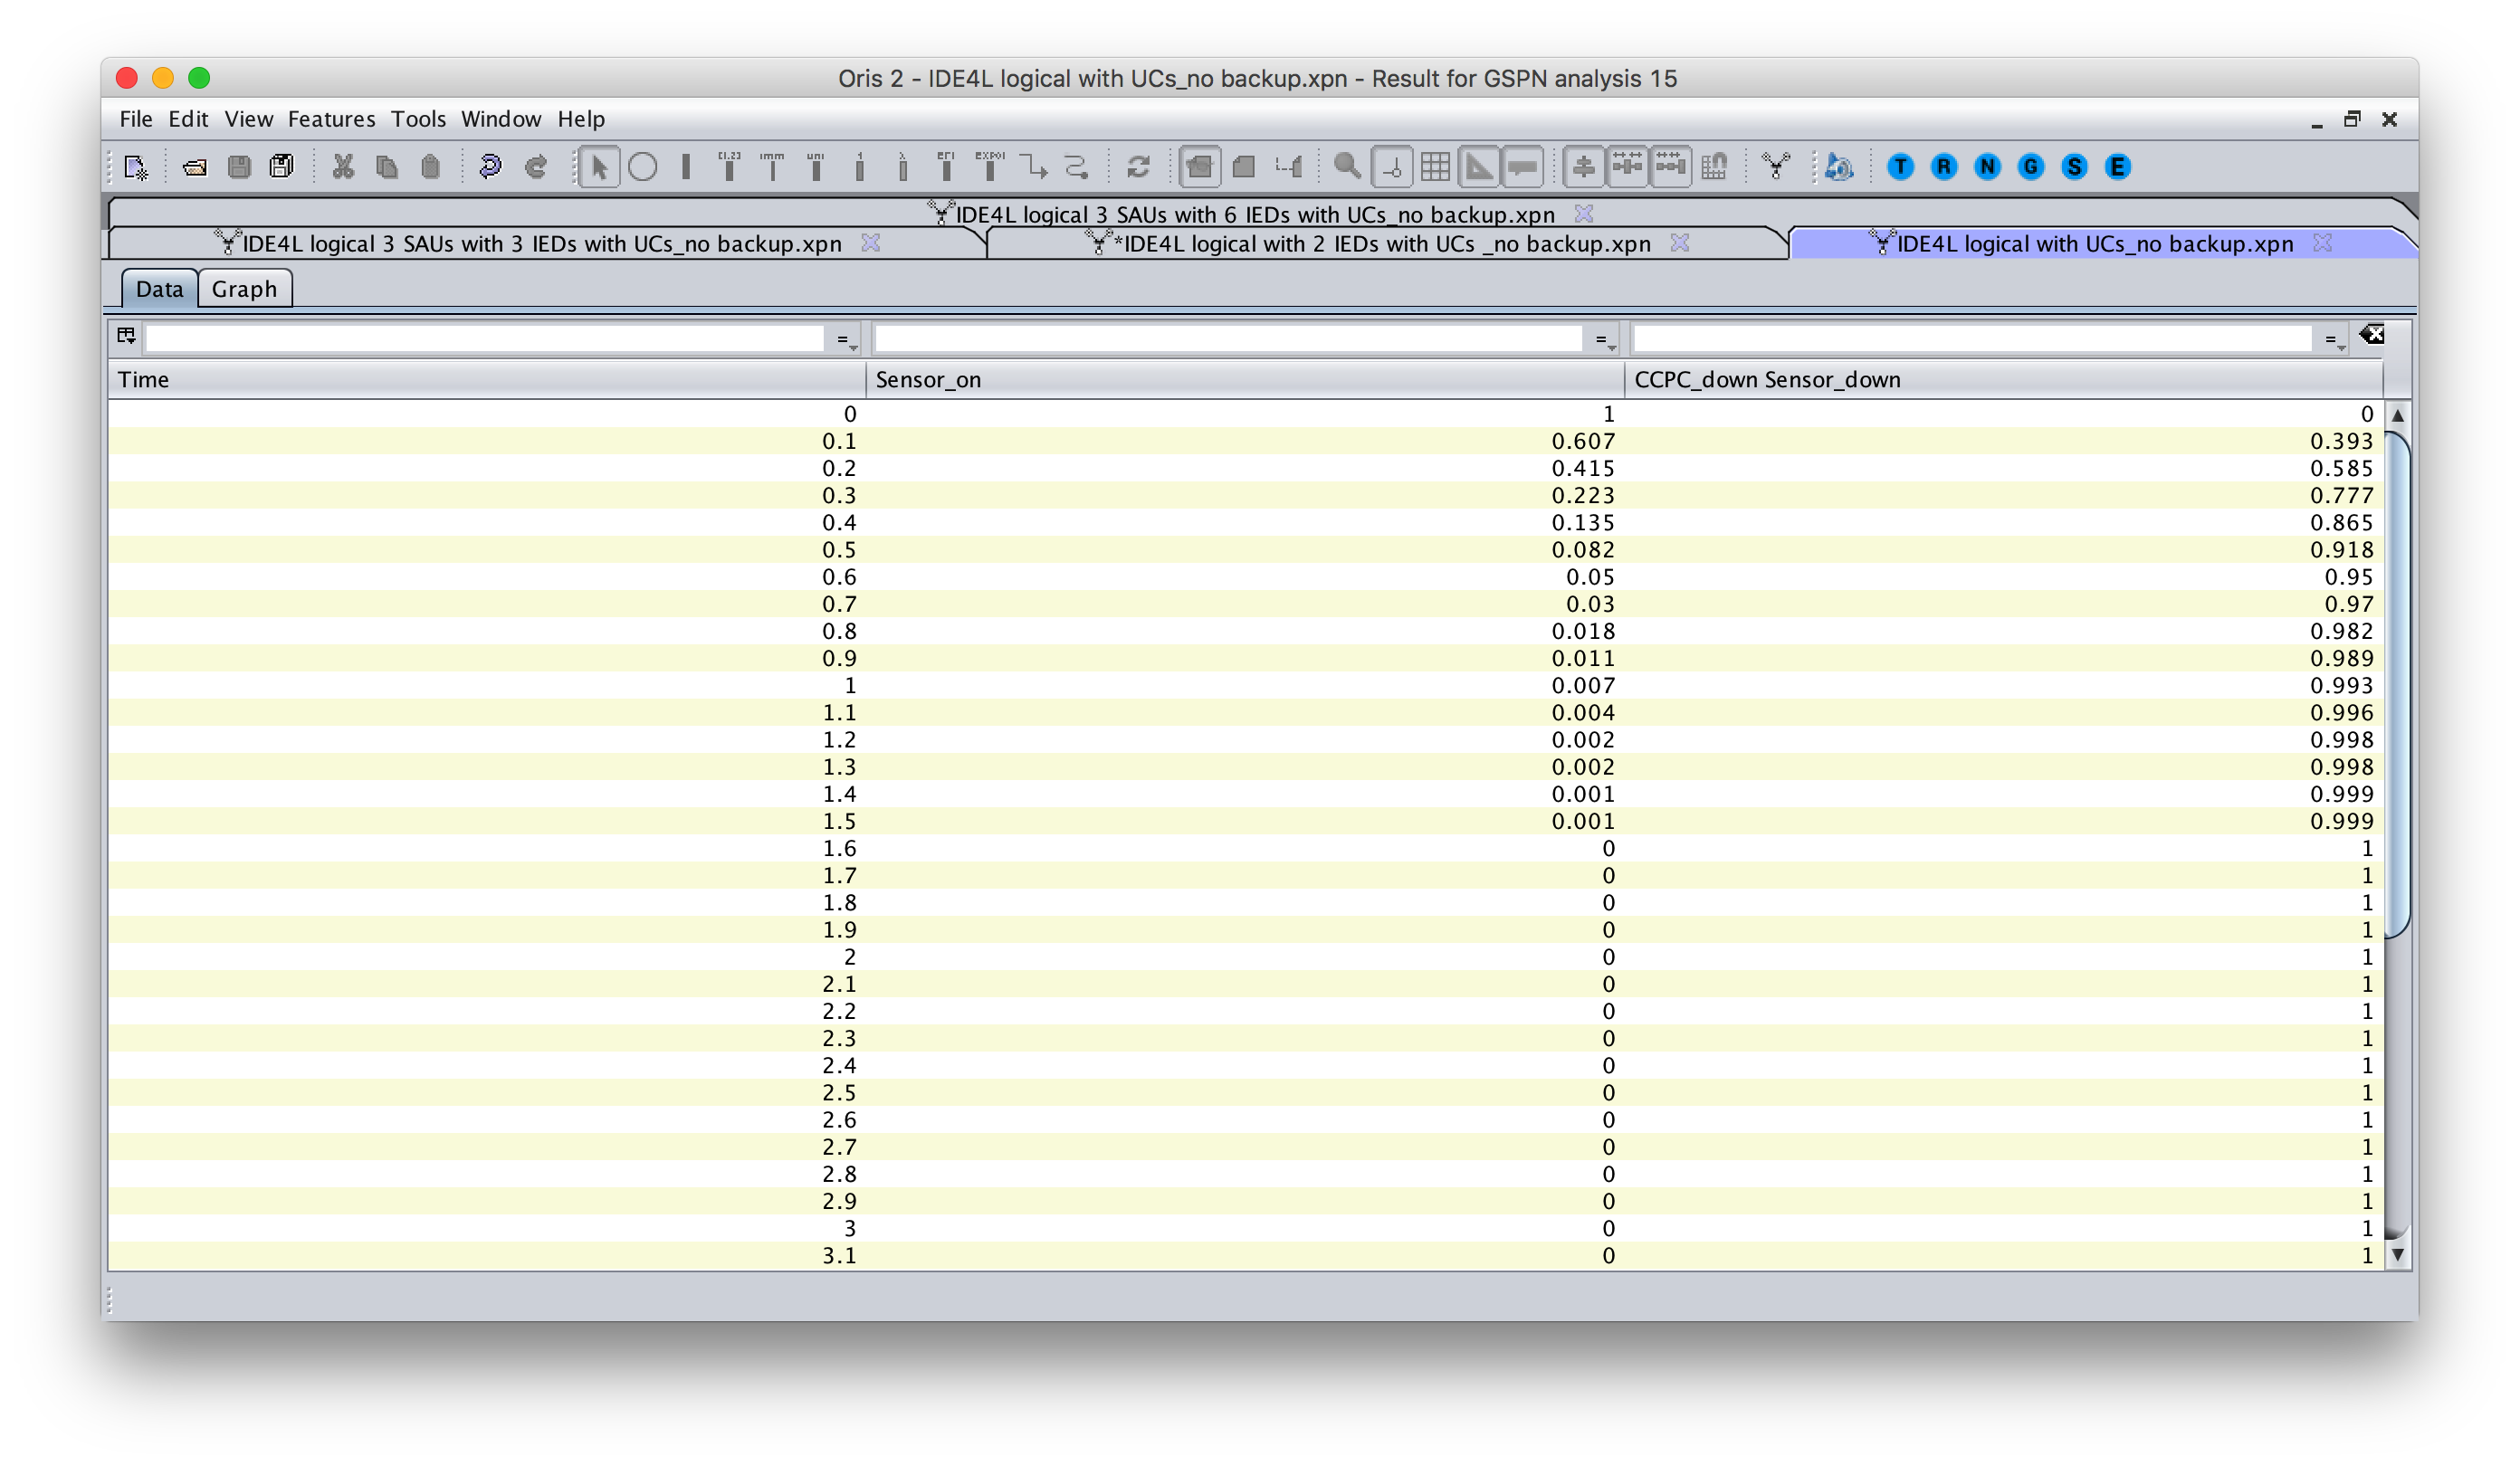 Oris 2 - IDE4L logical with UCs_no backup.xpn - Result for GSPN analysis 15
File Edit View Features Tools Window Help
[1,2] imm uni 1 λ EXPOl
T R N G S E
IDE4L logical 3 SAUs with 6 IEDs with UCs_no backup.xpn
IDE4L logical 3 SAUs with 3 IEDs with UCs_no backup.xpn *IDE4L logical with 2 IEDs with UCs _no backup.xpn IDE4L logical with UCs_no backup.xpn
Data Graph
= = =
Time Sensor_on CCPC_down Sensor_down
0 1 0
0.1 0.607 0.393
0.2 0.415 0.585
0.3 0.223 0.777
0.4 0.135 0.865
0.5 0.082 0.918
0.6 0.05 0.95
0.7 0.03 0.97
0.8 0.018 0.982
0.9 0.011 0.989
1 0.007 0.993
1.1 0.004 0.996
1.2 0.002 0.998
1.3 0.002 0.998
1.4 0.001 0.999
1.5 0.001 0.999
1.6 0 1
1.7 0 1
1.8 0 1
1.9 0 1
2 0 1
2.1 0 1
2.2 0 1
2.3 0 1
2.4 0 1
2.5 0 1
2.6 0 1
2.7 0 1
2.8 0 1
2.9 0 1
3 0 1
3.1 0 1